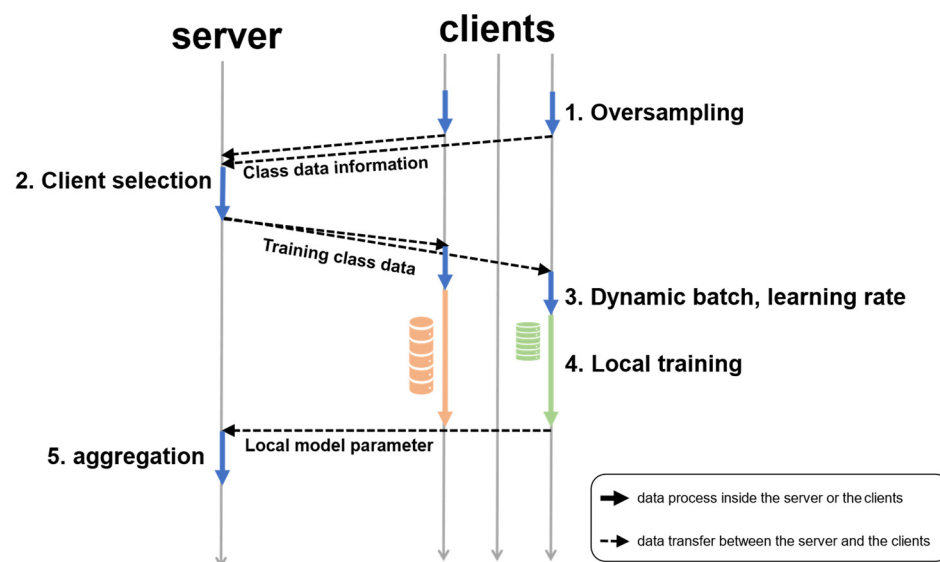 server
clients
1. Oversampling
Class data information
2. Client selection
Training class data
3. Dynamic batch, learning rate
4. Local training
Local model parameter
5. aggregation
data process inside the server or the clients
data transfer between the server and the clients